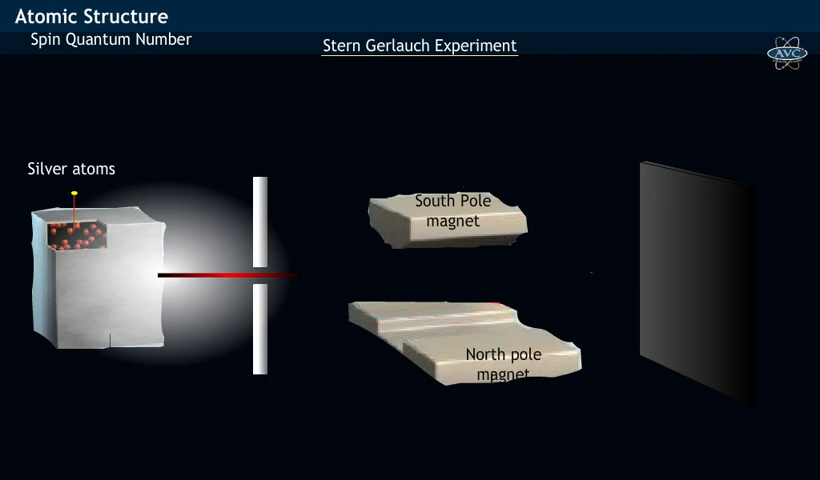 Atomic Structure
Spin Quantum Number
Stern Gerlauch Experiment
AVC
Silver atoms
South Pole
magnet
North pole
magnet